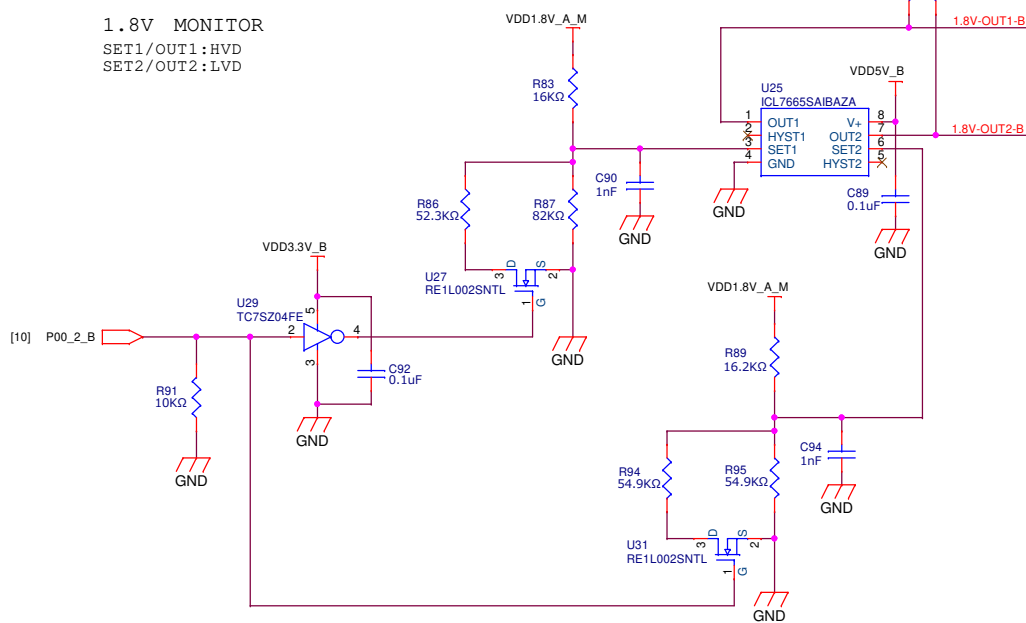 1.8V MONITOR
SET1/OUT1:HVD
SET2/OUT2:LVD
VDD1.8V_A_M
1.8V-OUT1-B
R83
16KΩ
VDD5V_B
U25
ICL7665SAIBAZA
1 OUT1 V+ 8
2 HYST1 OUT2 7
3 SET1 SET2 6
4 GND HYST2 5
1.8V-OUT2-B
C90
1nF
GND
GND
C89
0.1uF
GND
R86
52.3KΩ
R87
82KΩ
VDD3.3V_B
U27
RE1L002SNTL
3 D S 2
1 G
GND
U29
TC7SZ04FE
5
2 4
3
[10] P00_2_B
C92
0.1uF
R91
10KΩ
GND
GND
VDD1.8V_A_M
R89
16.2KΩ
C94
1nF
GND
R94
54.9KΩ
R95
54.9KΩ
U31
RE1L002SNTL
3 D S 2
1 G
GND